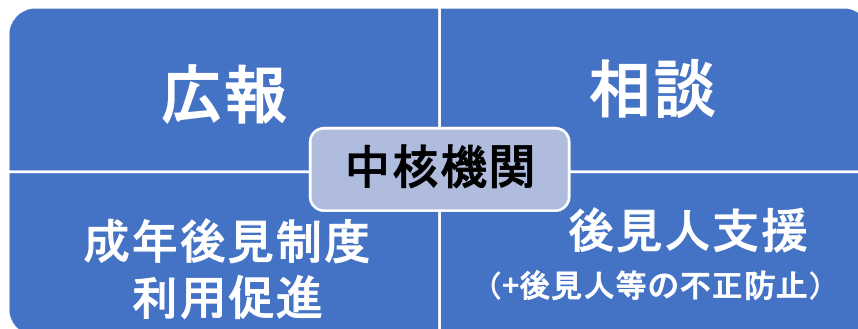 広報
相談
中核機関
成年後見制度
利用促進
後見人支援
（+後見人等の不正防止）